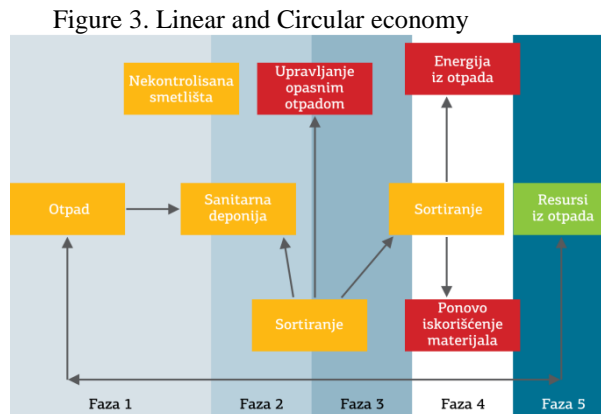 Figure 3. Linear and Circular economy
Nekontrolisana
smetlišta
Upravljanje
opasnim
otpadom
Energija
iz otpada
Otpad
Sanitarna
deponija
Sortiranje
Resursi
iz otpada
Sortiranje
Ponovo
iskorišćenje
materijala
Faza 1
Faza 2
Faza 3
Faza 4
Faza 5